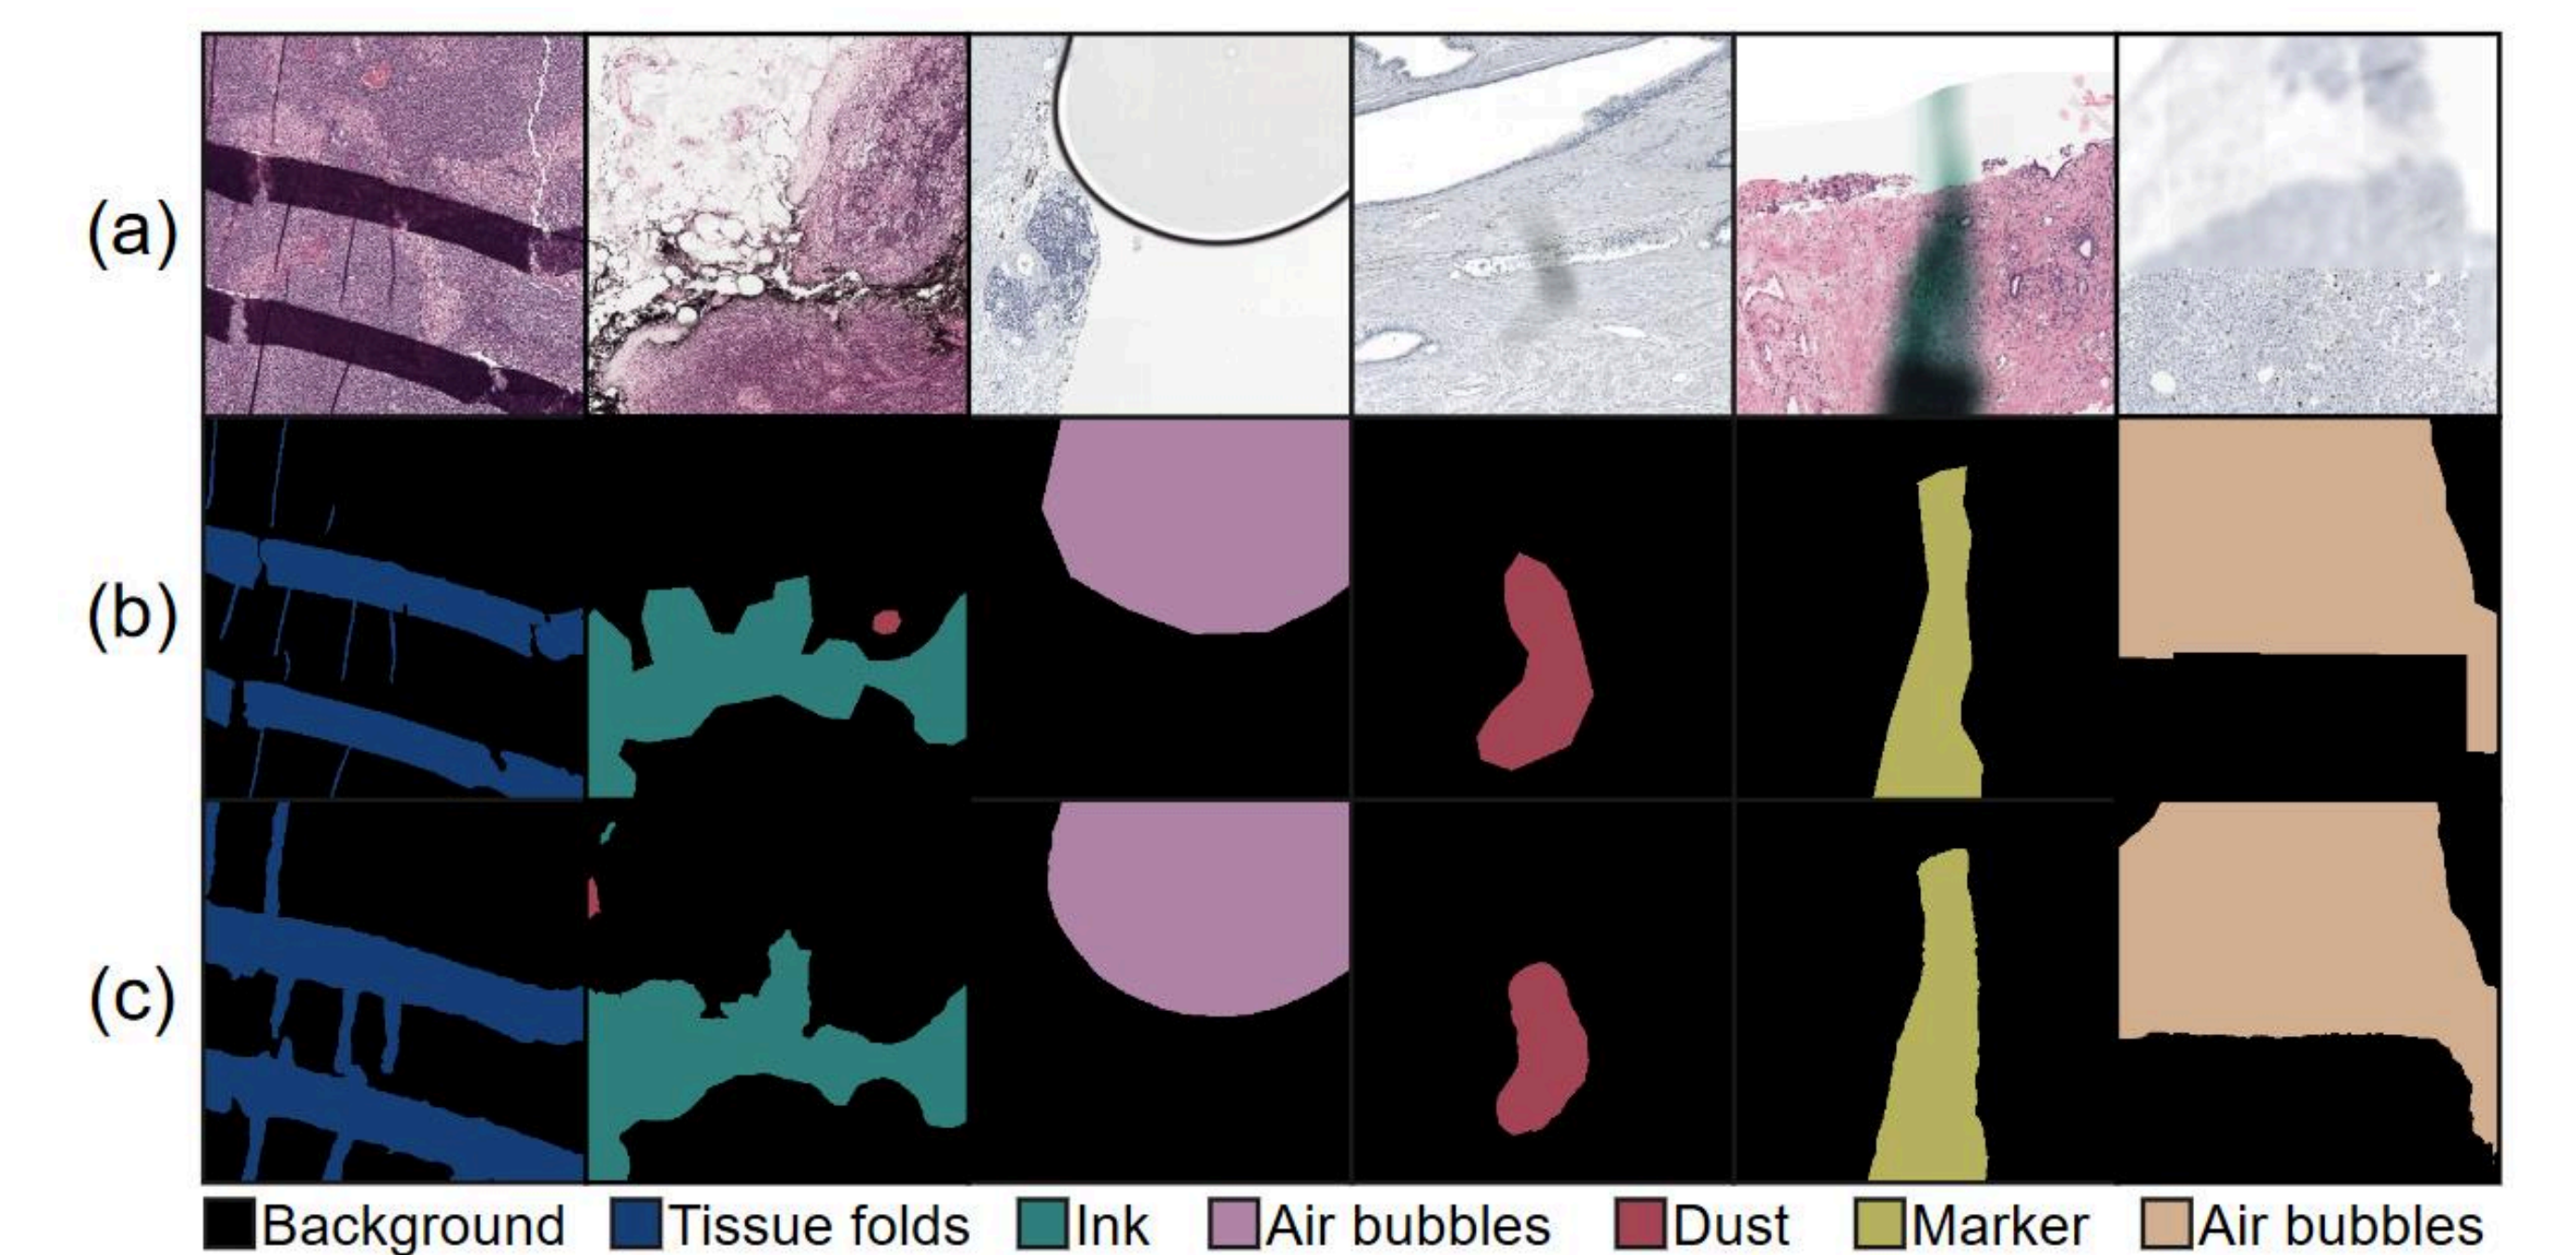 (a)
(b)
(c)
Background Tissue folds Ink Air bubbles Dust Marker Air bubbles